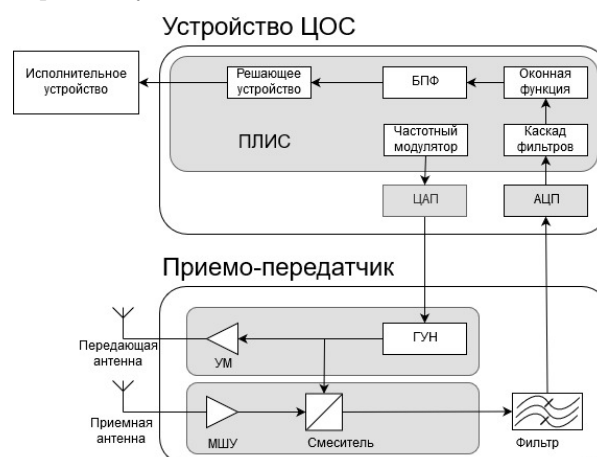 Устройство ЦОС
Исполнительное
устройство
Решающее
устройство
БПФ
Оконная
функция
ПЛИС
Частотный
модулятор
Каскад
фильтров
ЦАП
АЦП
Приемо-передатчик
Передающая
антенна
УМ
ГУН
Приемная
антенна
МШУ
Смеситель
Фильтр